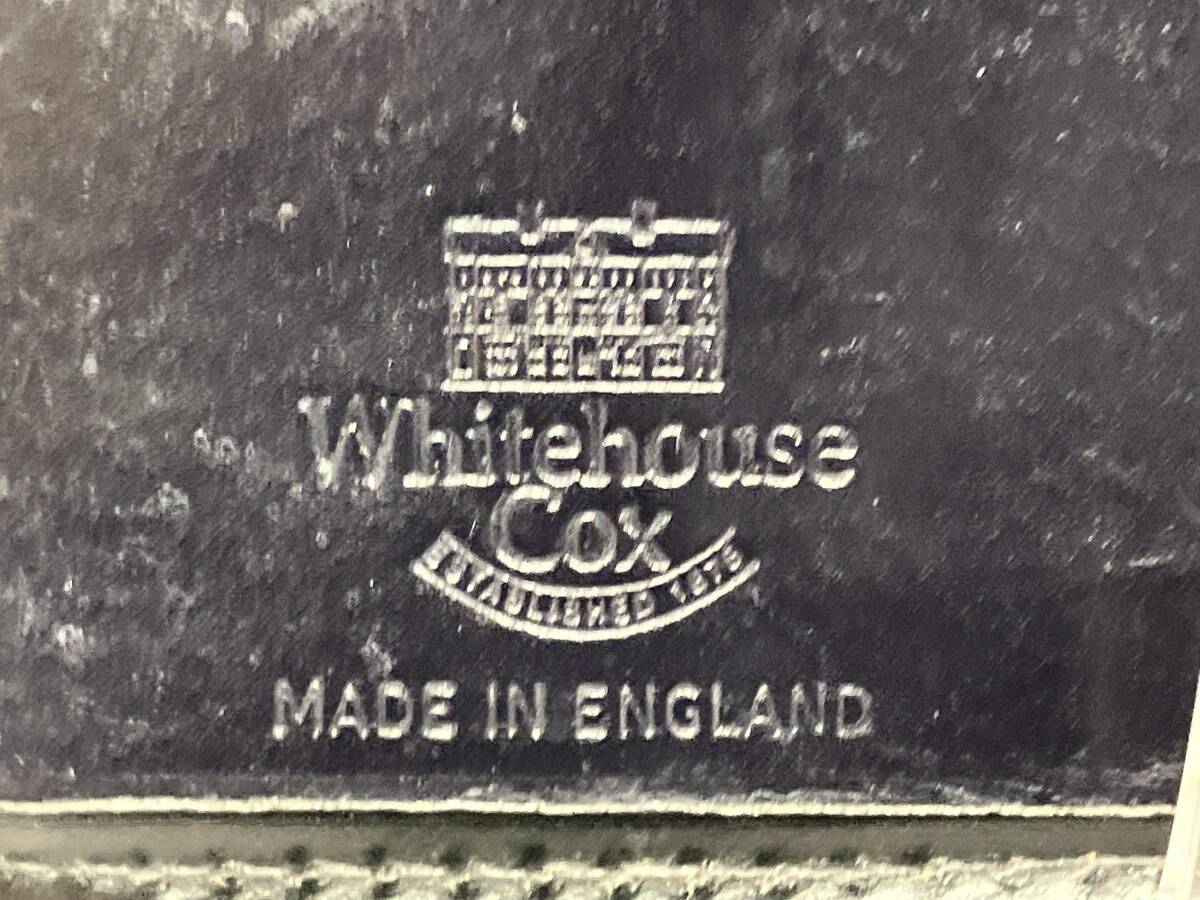 Whitehouse
Cox
ESTABLISHED 1875
MADE IN ENGLAND